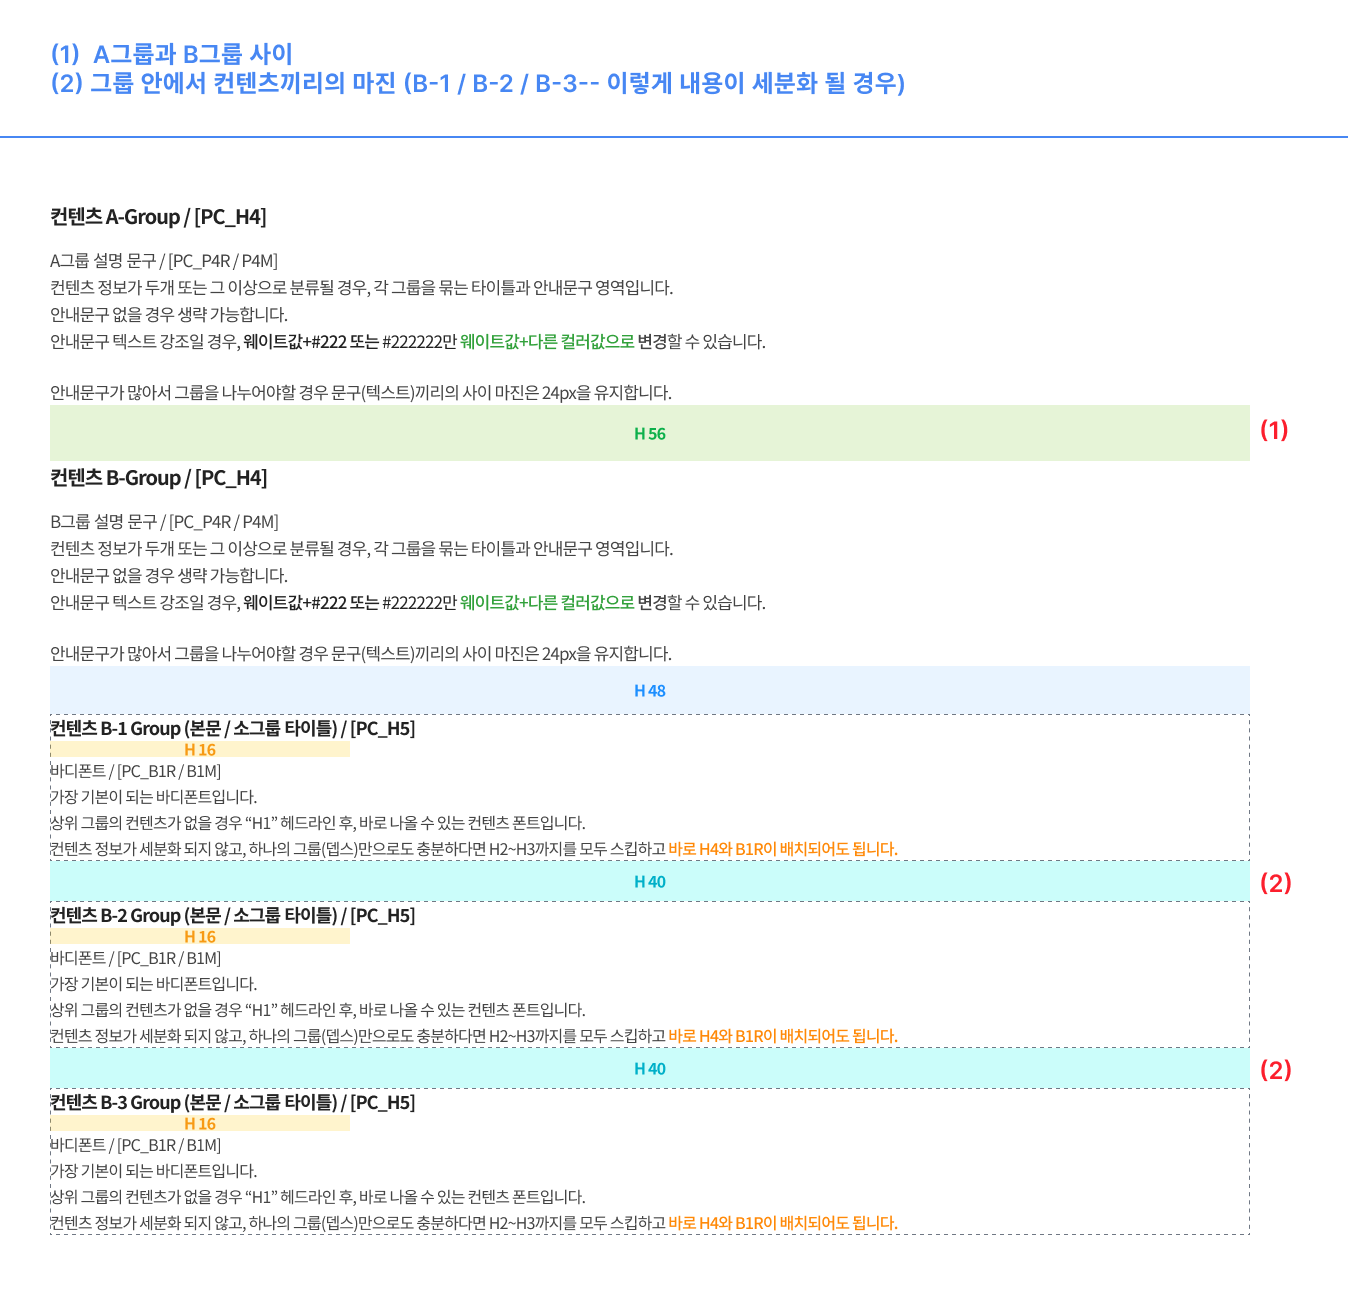 (1) A그룹과 B그룹 사이
(2) 그룹 안에서 컨텐츠끼리의 마진 (B-1 / B-2 / B-3-- 이렇게 내용이 세분화 될 경우)
컨텐츠 A-Group / [PC_H4]
A그룹 설명 문구 / [PC_P4R / P4M]
컨텐츠 정보가 두개 또는 그 이상으로 분류될 경우, 각 그룹을 묶는 타이틀과 안내문구 영역입니다.
안내문구 없을 경우 생략 가능합니다.
안내문구 텍스트 강조일 경우, 웨이트값+#222 또는 #222222만 웨이트값+다른 컬러값으로 변경할 수 있습니다.
안내문구가 많아서 그룹을 나누어야할 경우 문구(텍스트)끼리의 사이 마진은 24px을 유지합니다.
H 56 (1)
컨텐츠 B-Group / [PC_H4]
B그룹 설명 문구 / [PC_P4R / P4M]
컨텐츠 정보가 두개 또는 그 이상으로 분류될 경우, 각 그룹을 묶는 타이틀과 안내문구 영역입니다.
안내문구 없을 경우 생략 가능합니다.
안내문구 텍스트 강조일 경우, 웨이트값+#222 또는 #222222만 웨이트값+다른 컬러값으로 변경할 수 있습니다.
안내문구가 많아서 그룹을 나누어야할 경우 문구(텍스트)끼리의 사이 마진은 24px을 유지합니다.
H 48
컨텐츠 B-1 Group (본문 / 소그룹 타이틀) / [PC_H5]
H 16
바디폰트 / [PC_B1R / B1M]
가장 기본이 되는 바디폰트입니다.
상위 그룹의 컨텐츠가 없을 경우 “H1” 헤드라인 후, 바로 나올 수 있는 컨텐츠 폰트입니다.
컨텐츠 정보가 세분화 되지 않고, 하나의 그룹(뎁스)만으로도 충분하다면 H2~H3까지를 모두 스킵하고 바로 H4와 B1R이 배치되어도 됩니다.
H 40 (2)
컨텐츠 B-2 Group (본문 / 소그룹 타이틀) / [PC_H5]
H 16
바디폰트 / [PC_B1R / B1M]
가장 기본이 되는 바디폰트입니다.
상위 그룹의 컨텐츠가 없을 경우 “H1” 헤드라인 후, 바로 나올 수 있는 컨텐츠 폰트입니다.
컨텐츠 정보가 세분화 되지 않고, 하나의 그룹(뎁스)만으로도 충분하다면 H2~H3까지를 모두 스킵하고 바로 H4와 B1R이 배치되어도 됩니다.
H 40 (2)
컨텐츠 B-3 Group (본문 / 소그룹 타이틀) / [PC_H5]
H 16
바디폰트 / [PC_B1R / B1M]
가장 기본이 되는 바디폰트입니다.
상위 그룹의 컨텐츠가 없을 경우 “H1” 헤드라인 후, 바로 나올 수 있는 컨텐츠 폰트입니다.
컨텐츠 정보가 세분화 되지 않고, 하나의 그룹(뎁스)만으로도 충분하다면 H2~H3까지를 모두 스킵하고 바로 H4와 B1R이 배치되어도 됩니다.